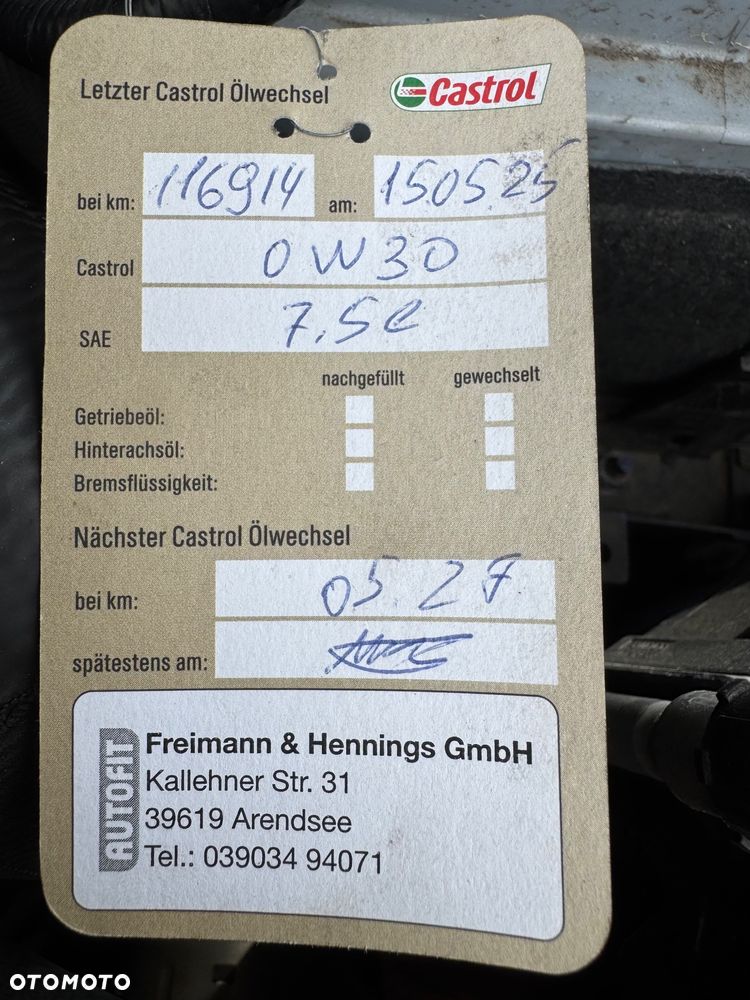 Letzter Castrol Ölwechsel Castrol
bei km: 116914 am: 15.05.25
Castrol 0W30
SAE 7,5l
nachgefüllt gewechselt
Getriebeöl:
Hinterachsöl:
Bremsflüssigkeit:
Nächster Castrol Ölwechsel
bei km: 05.27
spätestens am:
AUTOFIT
Freimann & Hennings GmbH
Kallehner Str. 31
39619 Arendsee
Tel.: 039034 94071
OTOMOTO